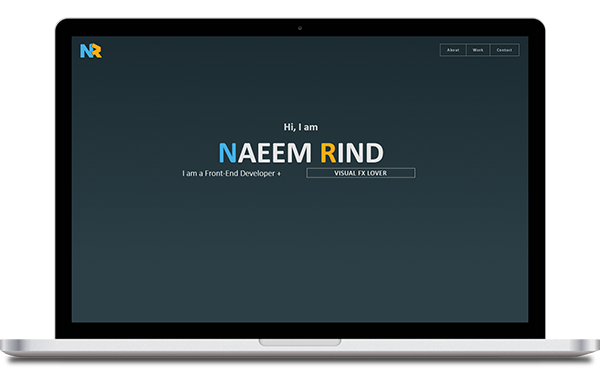 NR
About Work Contact
Hi, I am
NAEEM RIND
I am a Front-End Developer + VISUAL FX LOVER